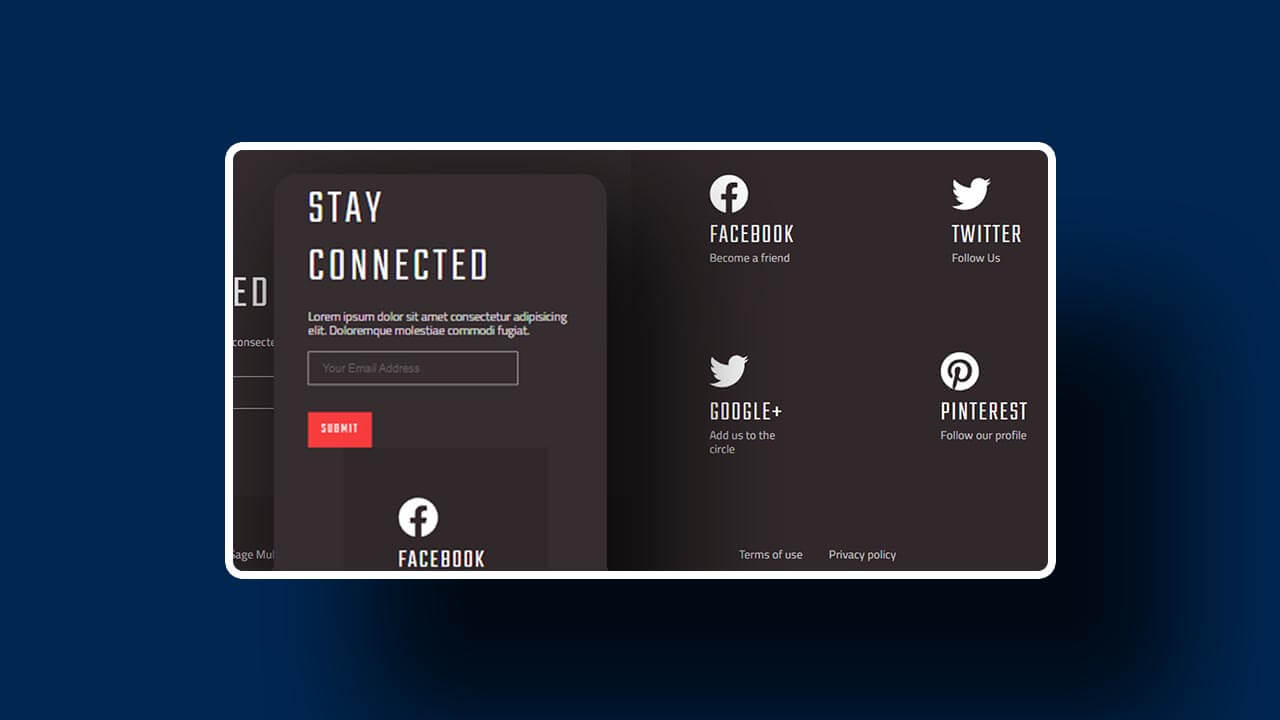 STAY
CONNECTED
Lorem ipsum dolor sit amet consectetur adipisicing
elit. Doloremque molestiae commodi fugiat.
Your Email Address
SUBMIT
FACEBOOK
ED
consecte
Sage Mul
FACEBOOK
Become a friend
TWITTER
Follow Us
GOOGLE+
Add us to the
circle
PINTEREST
Follow our profile
Terms of use
Privacy policy